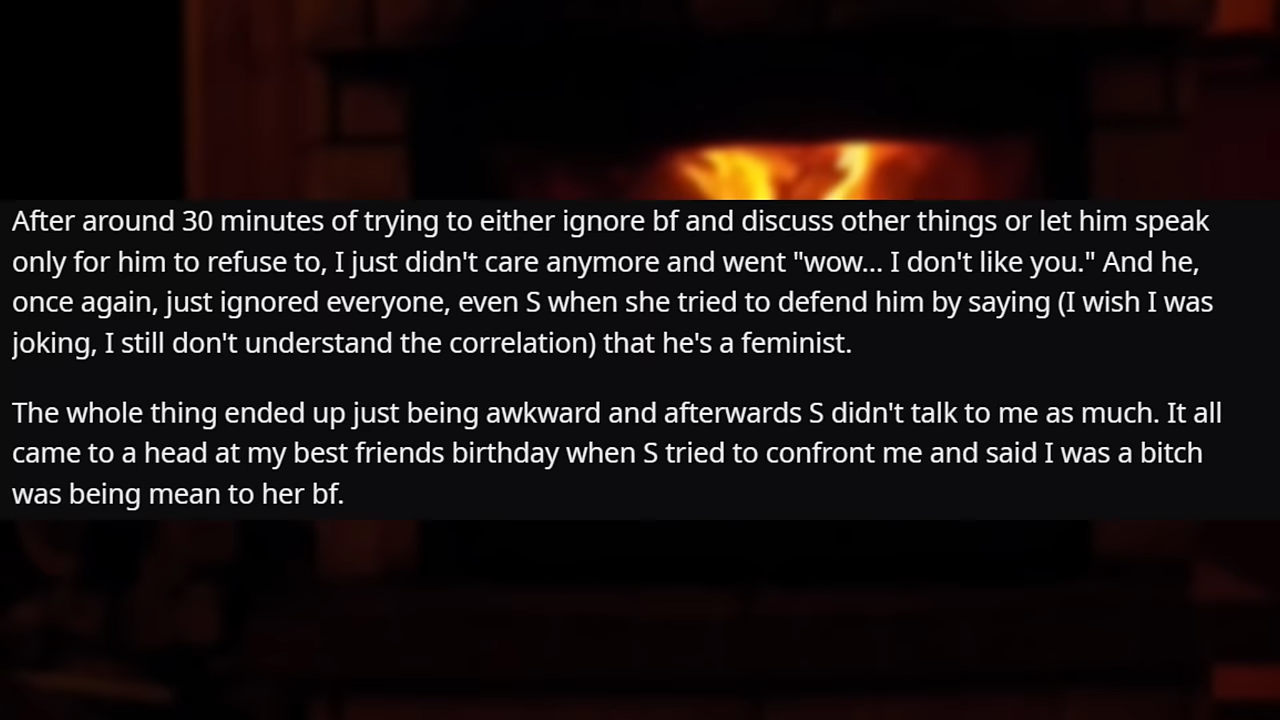 After around 30 minutes of trying to either ignore bf and discuss other things or let him speak
only for him to refuse to, I just didn't care anymore and went "wow... I don't like you." And he,
once again, just ignored everyone, even S when she tried to defend him by saying (I wish I was
joking, I still don't understand the correlation) that he's a feminist.
The whole thing ended up just being awkward and afterwards S didn't talk to me as much. It all
came to a head at my best friends birthday when S tried to confront me and said I was a bitch
was being mean to her bf.